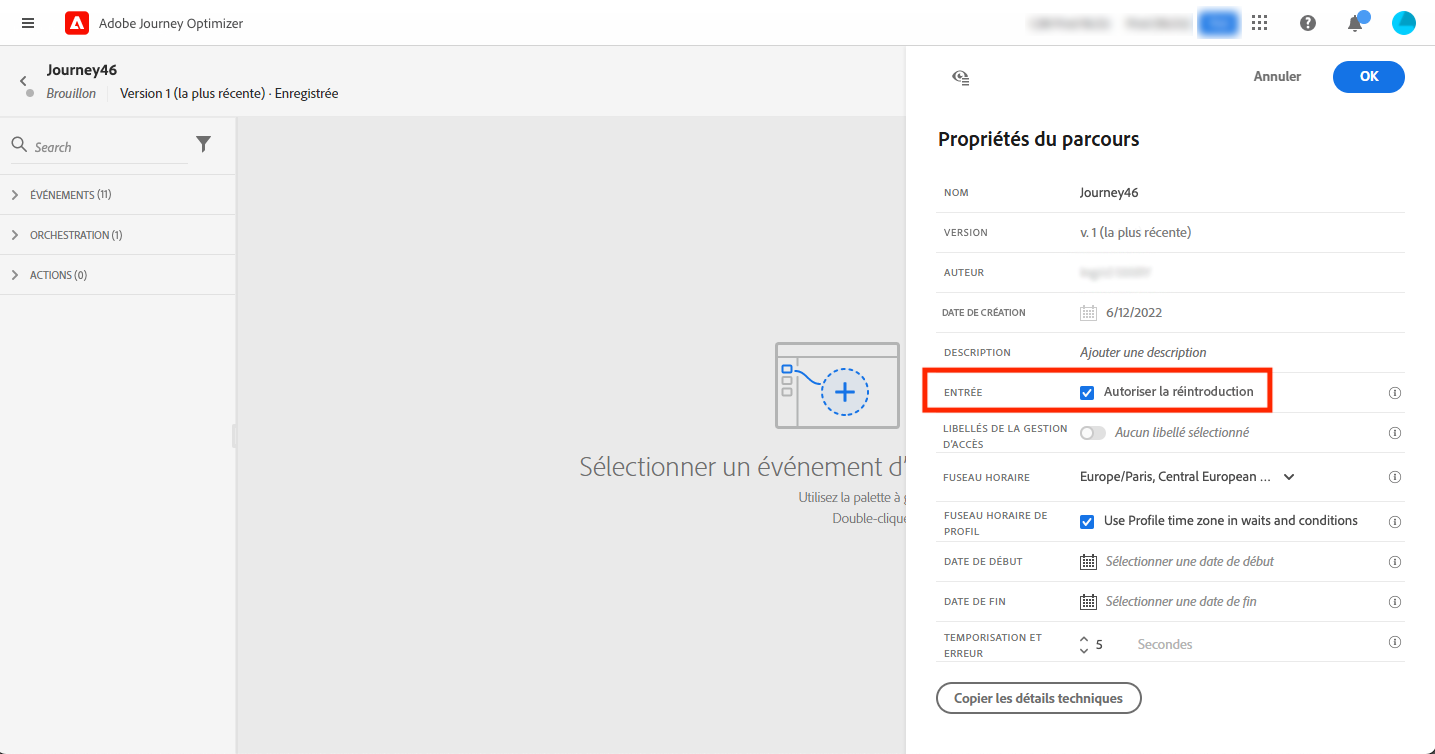 Adobe Journey Optimizer
Journey46
Brouillon Version 1 (la plus récente) · Enregistrée
Search
ÉVÉNEMENTS (11)
ORCHESTRATION (1)
ACTIONS (0)
Sélectionner un événement d'
Utilisez la palette à
Double-clique
Annuler OK
Propriétés du parcours
NOM Journey46
VERSION v. 1 (la plus récente)
AUTEUR
DATE DE CRÉATION 6/12/2022
DESCRIPTION Ajouter une description
ENTRÉE Autoriser la réintroduction
LIBELLÉS DE LA GESTION
D'ACCÈS Aucun libellé sélectionné
FUSEAU HORAIRE Europe/Paris, Central European ...
FUSEAU HORAIRE DE
PROFIL Use Profile time zone in waits and conditions
DATE DE DÉBUT Sélectionner une date de début
DATE DE FIN Sélectionner une date de fin
TEMPORISATION ET
ERREUR 5 Secondes
Copier les détails techniques